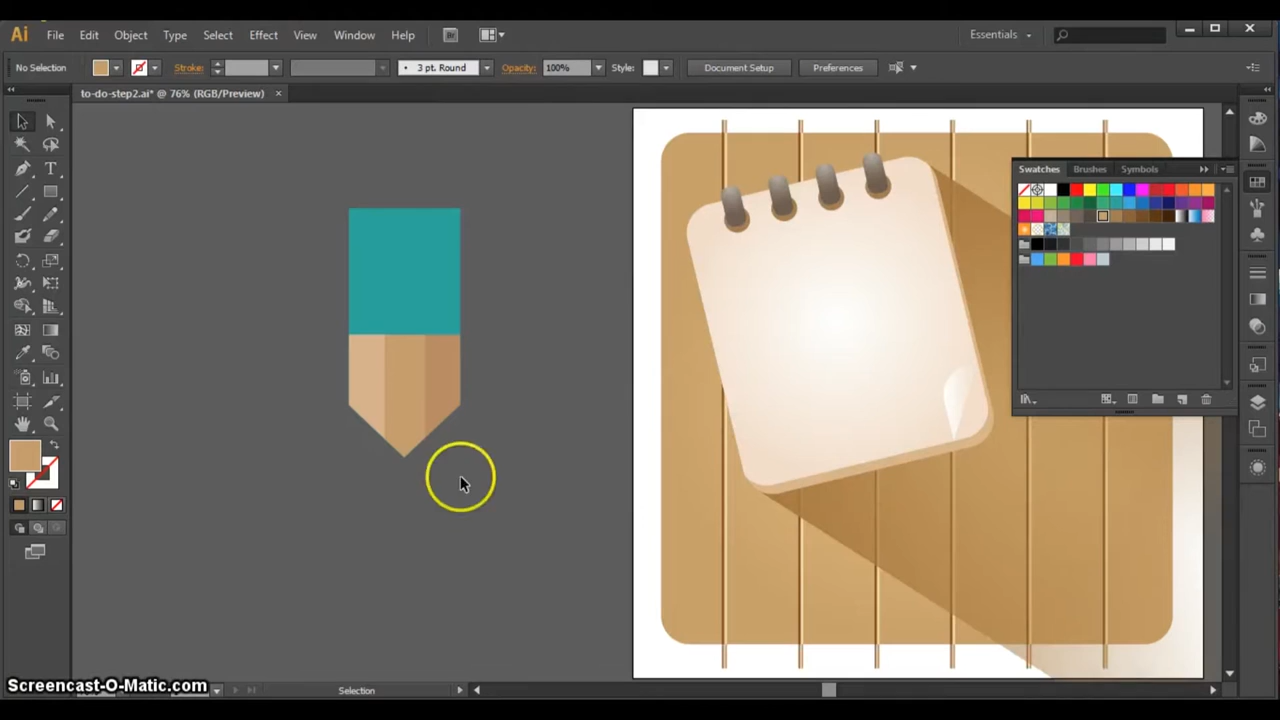 Ai File Edit Object Type Select Effect View Window Help Br Essentials
No Selection Stroke: 3 pt. Round Opacity: 100% Style: Document Setup Preferences
to-do-step2.ai* @ 76% (RGB/Preview) ×
Swatches Brushes Symbols
T
Screencast-O-Matic.com Selection